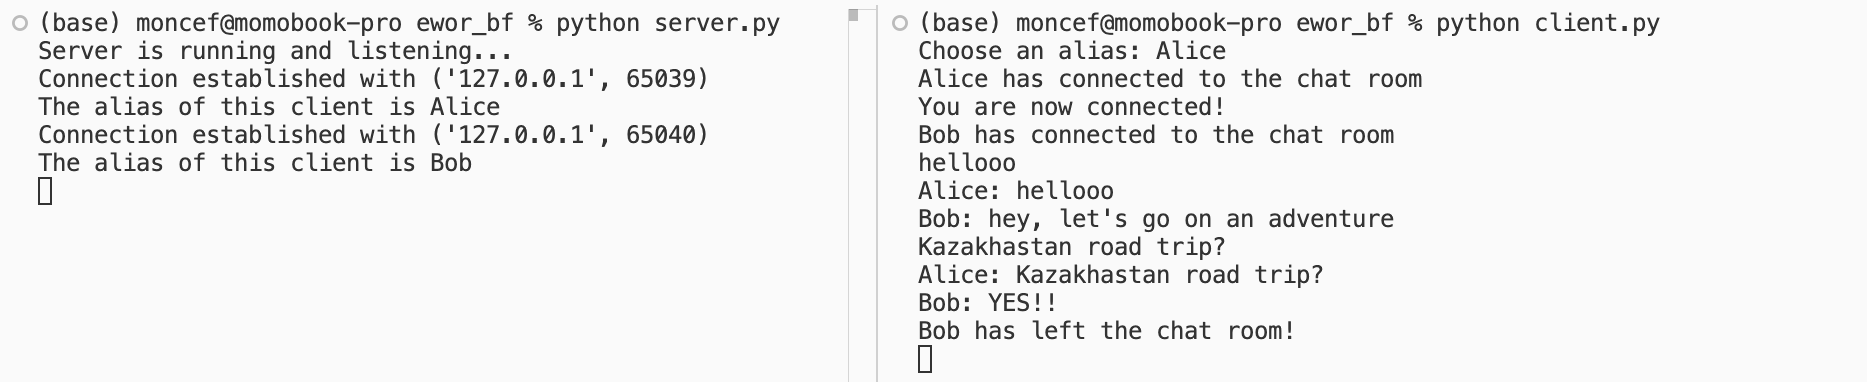 (base) moncef@momobook-pro ewor_bf % python server.py
Server is running and listening...
Connection established with ('127.0.0.1', 65039)
The alias of this client is Alice
Connection established with ('127.0.0.1', 65040)
The alias of this client is Bob
(base) moncef@momobook-pro ewor_bf % python client.py
Choose an alias: Alice
Alice has connected to the chat room
You are now connected!
Bob has connected to the chat room
hellooo
Alice: hellooo
Bob: hey, let's go on an adventure
Kazakhastan road trip?
Alice: Kazakhastan road trip?
Bob: YES!!
Bob has left the chat room!